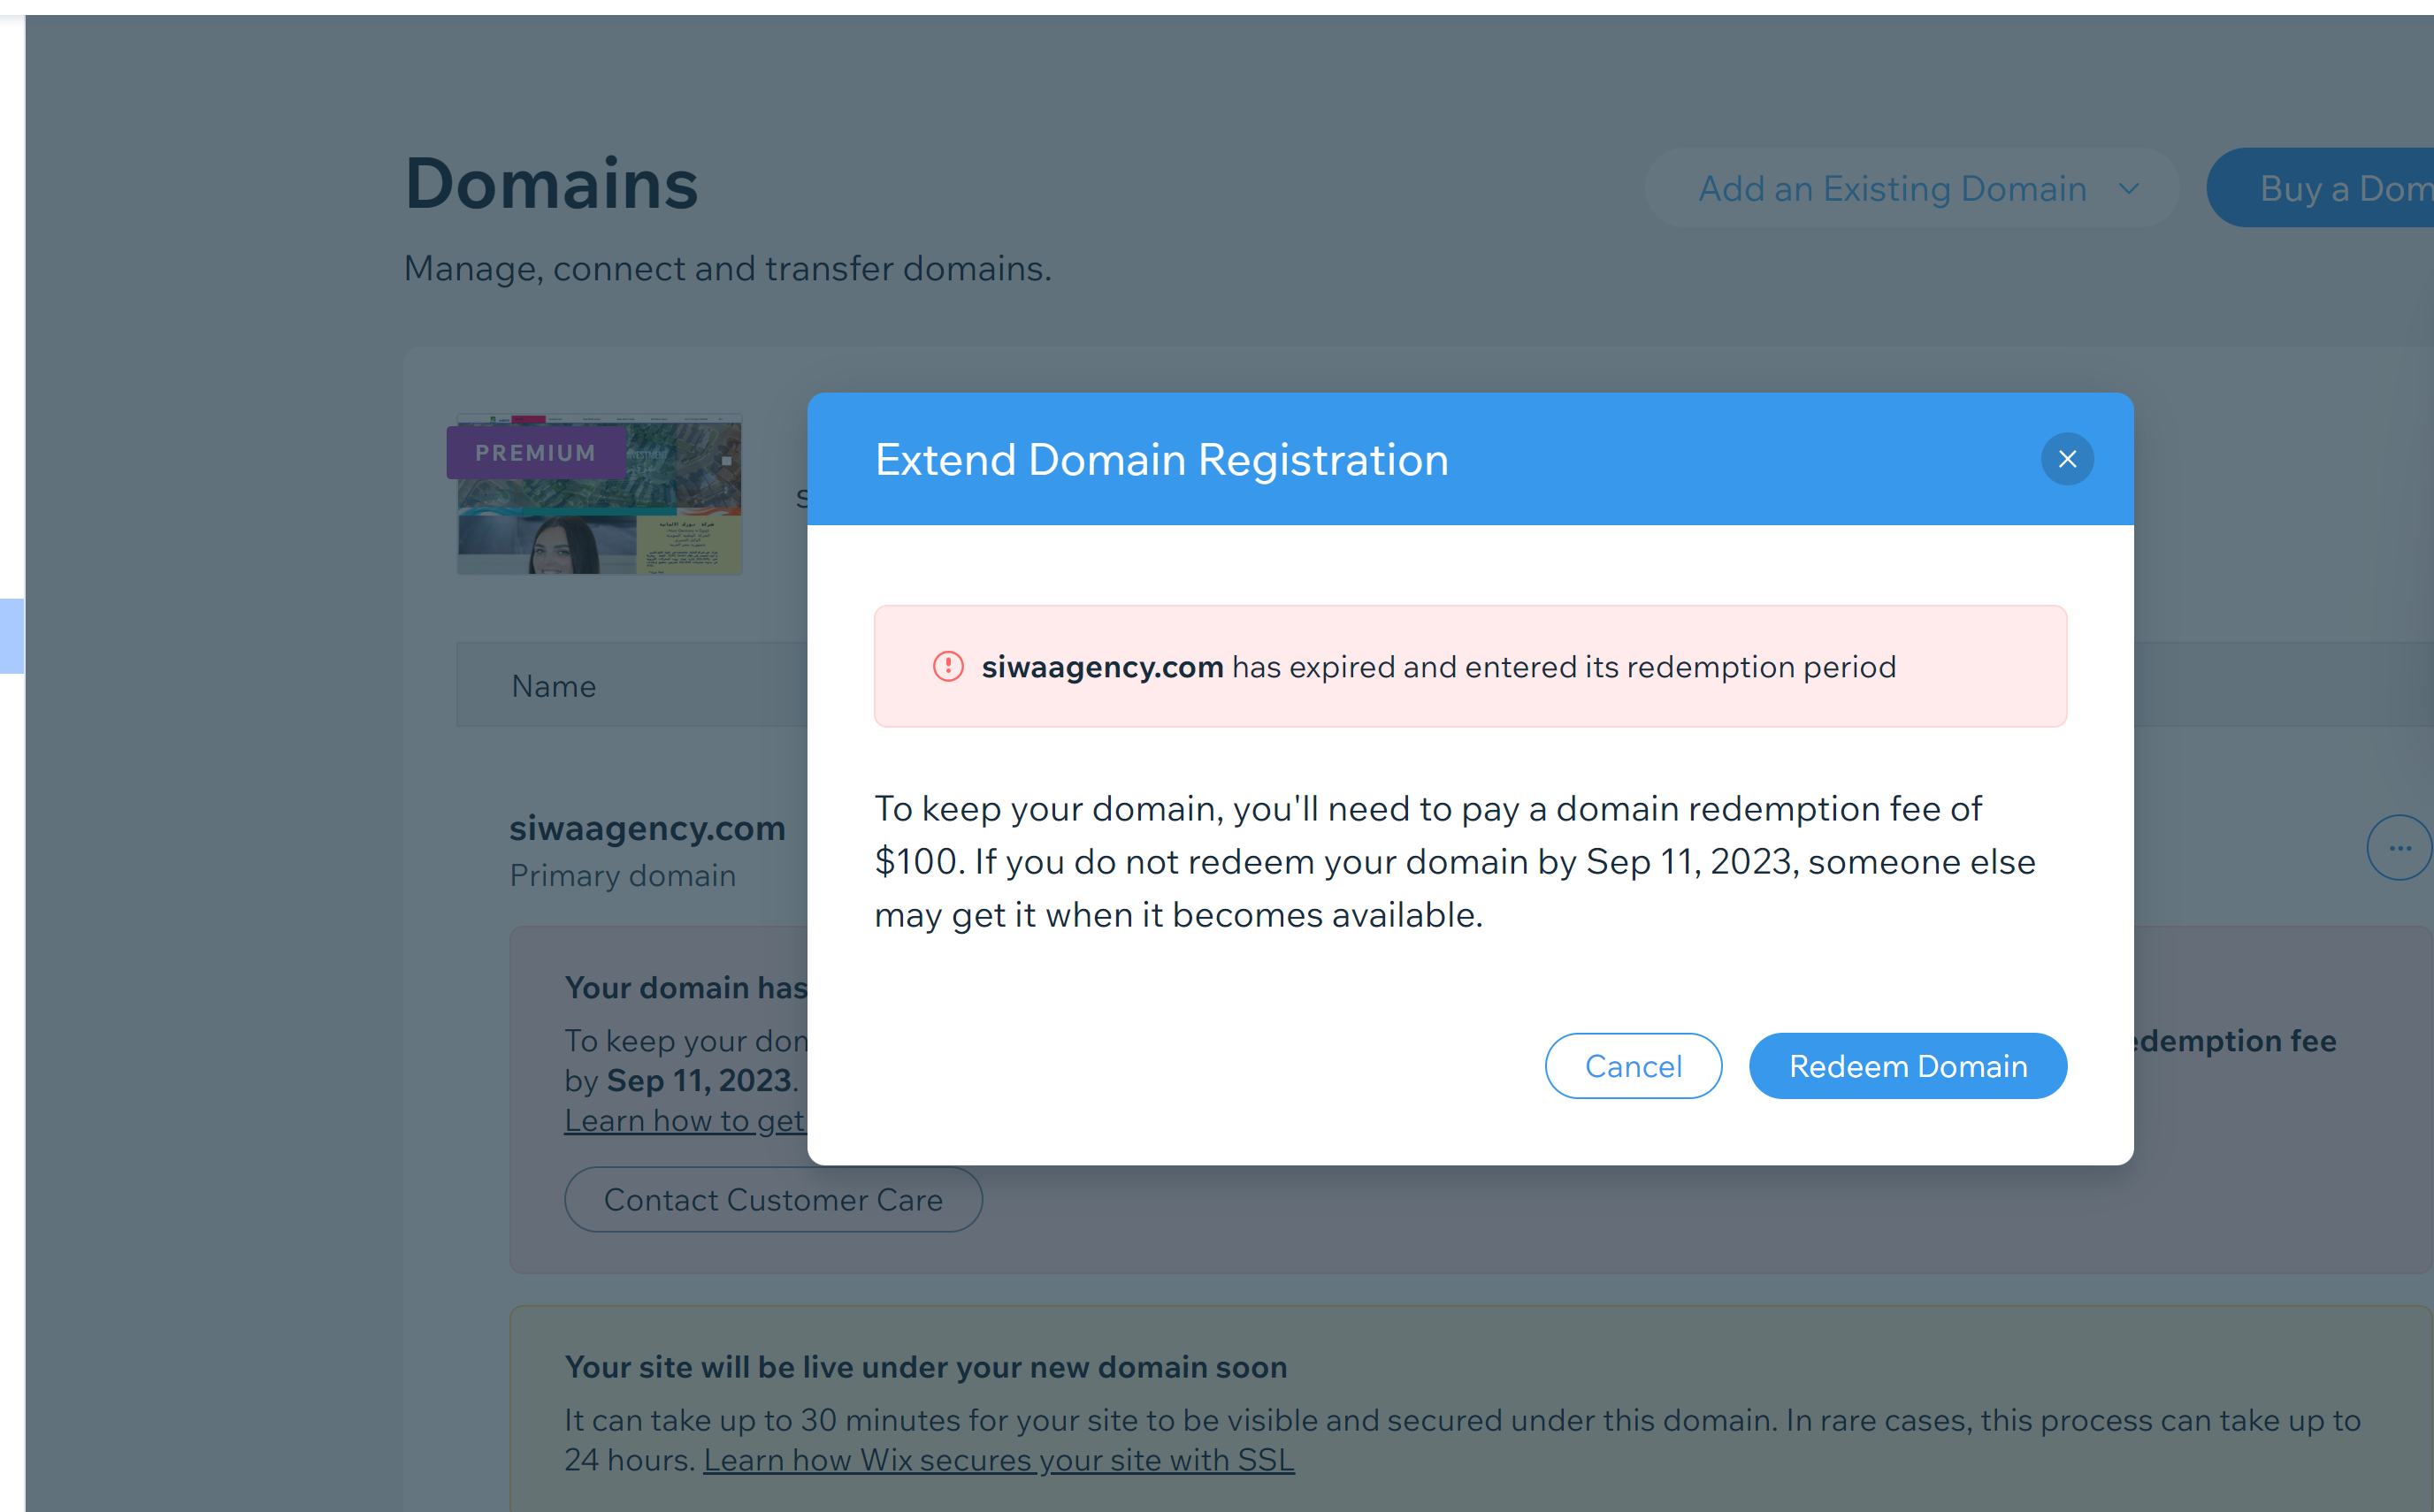 Domains
Manage, connect and transfer domains.
Add an Existing Domain
Buy a Dom
PREMIUM
Extend Domain Registration
siwaagency.com has expired and entered its redemption period
To keep your domain, you'll need to pay a domain redemption fee of
$100. If you do not redeem your domain by Sep 11, 2023, someone else
may get it when it becomes available.
Cancel
Redeem Domain
Name
siwaagency.com
Primary domain
Your domain has
To keep your dom
edemption fee
by Sep 11, 2023.
Learn how to get
Contact Customer Care
Your site will be live under your new domain soon
It can take up to 30 minutes for your site to be visible and secured under this domain. In rare cases, this process can take up to
24 hours. Learn how Wix secures your site with SSL